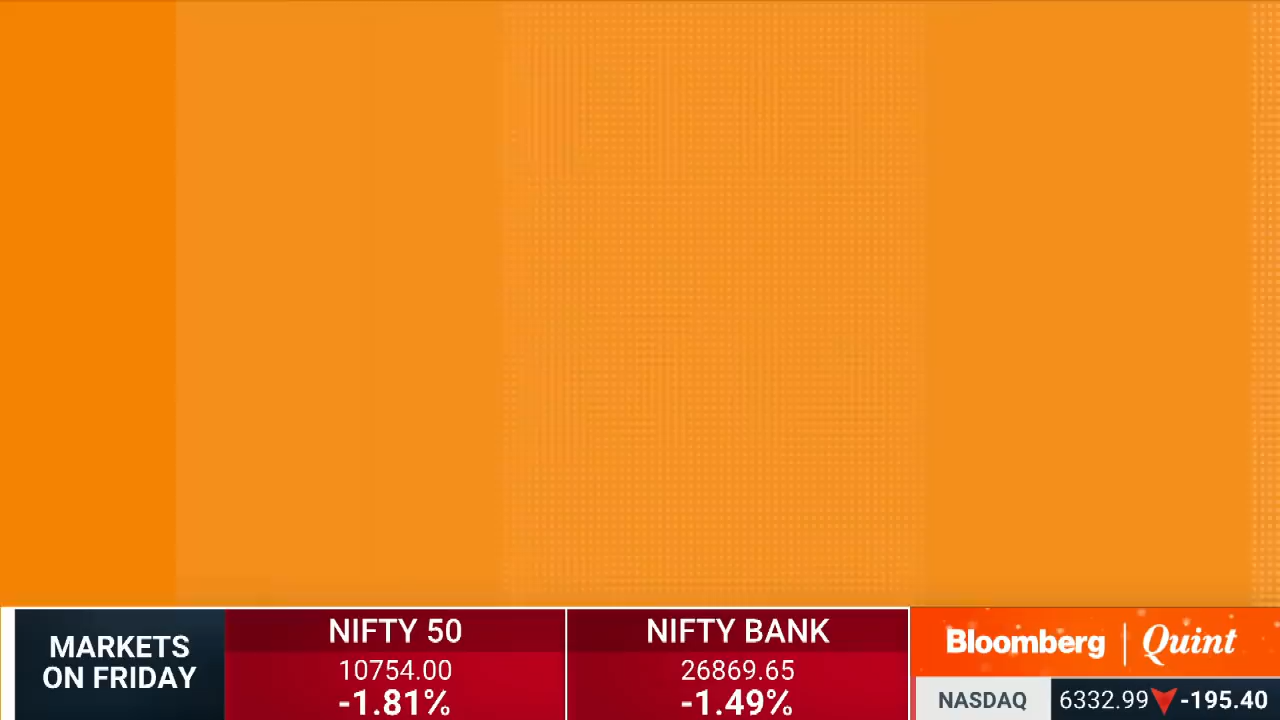 MARKETS
ON FRIDAY
NIFTY 50
10754.00
-1.81%
NIFTY BANK
26869.65
-1.49%
Bloomberg | Quint
NASDAQ 6332.99 -195.40